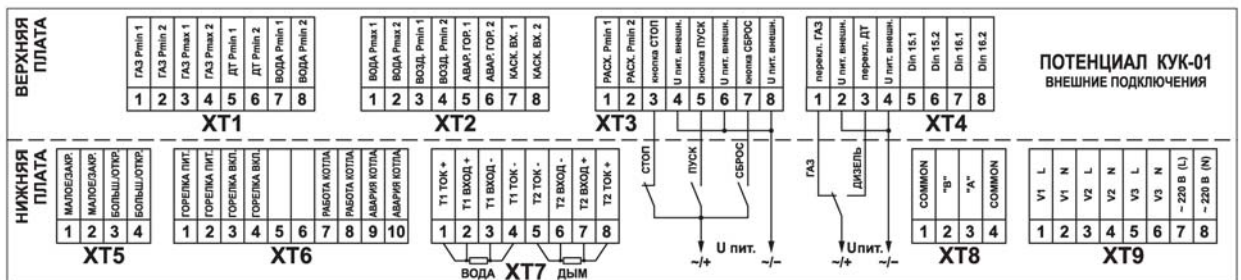 ВЕРХНЯЯ
ПЛАТА
ГАЗ Pmin 1
ГАЗ Pmin 2
ГАЗ Pmax 1
ГАЗ Pmax 2
ДТ Pmin 1
ДТ Pmin 2
ВОДА Pmin 1
ВОДА Pmin 2
1 2 3 4 5 6 7 8
XT1
ВОДА Pmax 1
ВОДА Pmax 2
ВОЗД. Pmin 1
ВОЗД. Pmin 2
АВАР. ГОР. 1
АВАР. ГОР. 2
КАСК. ВХ. 1
КАСК. ВХ. 2
1 2 3 4 5 6 7 8
XT2
РАСХ. Pmin 1
РАСХ. Pmin 2
кнопка СТОП
U пит. внешн.
кнопка ПУСК
U пит. внешн.
кнопка СБРОС
U пит. внешн.
1 2 3 4 5 6 7 8
XT3
перекл. ГАЗ
U пит. внешн.
перекл. ДТ
U пит. внешн.
Din 15.1
Din 15.2
Din 16.1
Din 16.2
1 2 3 4 5 6 7 8
XT4
ПОТЕНЦИАЛ КУК-01
ВНЕШНИЕ ПОДКЛЮЧЕНИЯ
НИЖНЯЯ
ПЛАТА
МАЛОЕ/ЗАКР.
МАЛОЕ/ЗАКР.
БОЛЬШ./ОТКР.
БОЛЬШ./ОТКР.
1 2 3 4
XT5
ГОРЕЛКА ПИТ.
ГОРЕЛКА ПИТ.
ГОРЕЛКА ВКЛ.
ГОРЕЛКА ВКЛ.
РАБОТА КОТЛА
РАБОТА КОТЛА
АВАРИЯ КОТЛА
АВАРИЯ КОТЛА
1 2 3 4 5 6 7 8 9 10
XT6
T1 ТОК +
T1 ВХОД +
T1 ВХОД -
T1 ТОК -
T2 ТОК -
T2 ВХОД -
T2 ВХОД +
T2 ТОК +
1 2 3 4 5 6 7 8
ВОДА XT7 ДЫМ
СТОП
ПУСК
СБРОС
U пит.
~/+ ~/–
ГАЗ
ДИЗЕЛЬ
Uпит.
~/+ ~/–
COMMON
"B"
"A"
COMMON
1 2 3 4
XT8
V1 L
V1 N
V2 L
V2 N
V3 L
V3 N
~ 220 В (L)
~ 220 В (N)
1 2 3 4 5 6 7 8
XT9